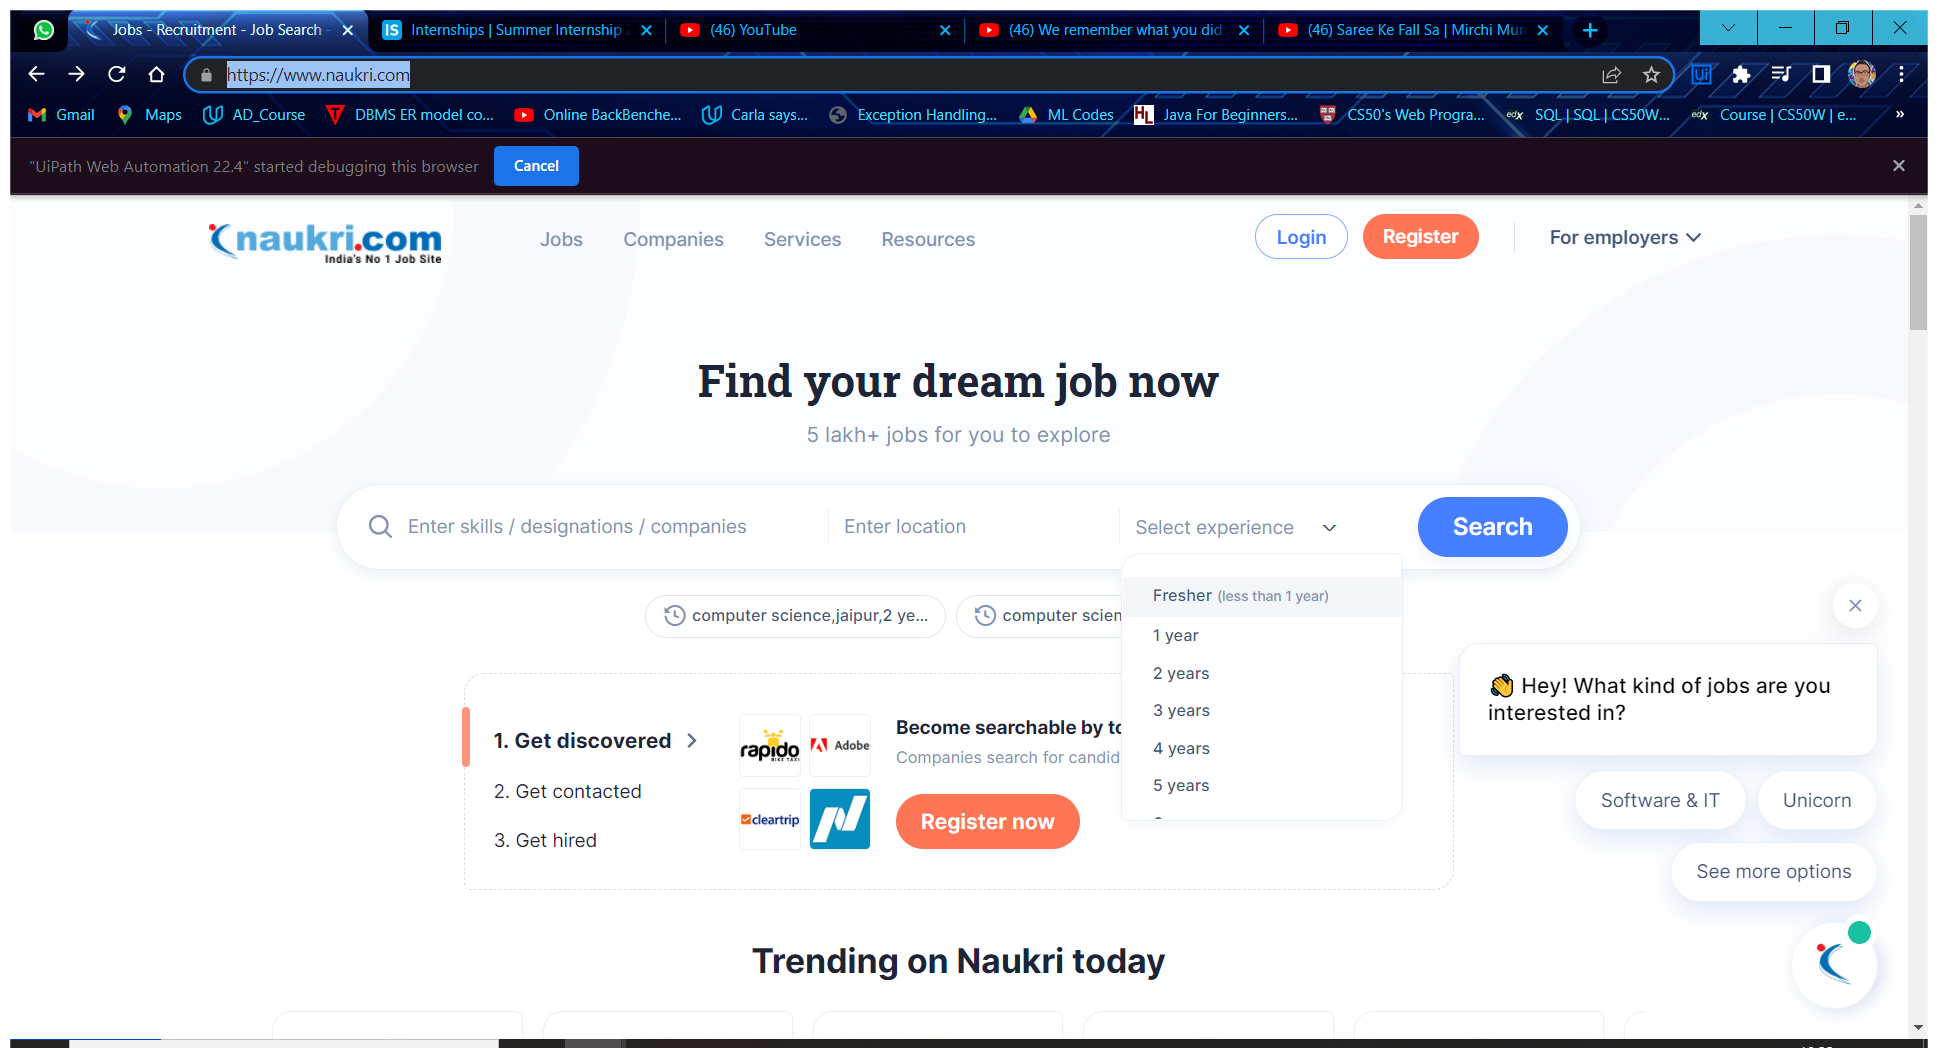 Jobs - Recruitment - Job Search -
Internships | Summer Internship
(46) YouTube
(46) We remember what you did
(46) Saree Ke Fall Sa | Mirchi Mur
https://www.naukri.com
Gmail
Maps
AD_Course
DBMS ER model co...
Online BackBenche...
Carla says...
Exception Handling...
ML Codes
Java For Beginners...
CS50's Web Progra...
SQL | SQL | CS50W...
Course | CS50W | e...
"UiPath Web Automation 22.4" started debugging this browser
Cancel
naukri.com
India's No 1 Job Site
Jobs
Companies
Services
Resources
Login
Register
For employers
Find your dream job now
5 lakh+ jobs for you to explore
Enter skills / designations / companies
Enter location
Select experience
Search
computer science,jaipur,2 ye...
computer scien
Fresher (less than 1 year)
1 year
2 years
3 years
4 years
5 years
1. Get discovered
2. Get contacted
3. Get hired
rapido
BIKE TAXI
Adobe
cleartrip
Become searchable by to
Companies search for candid
Register now
Hey! What kind of jobs are you
interested in?
Software & IT
Unicorn
See more options
Trending on Naukri today